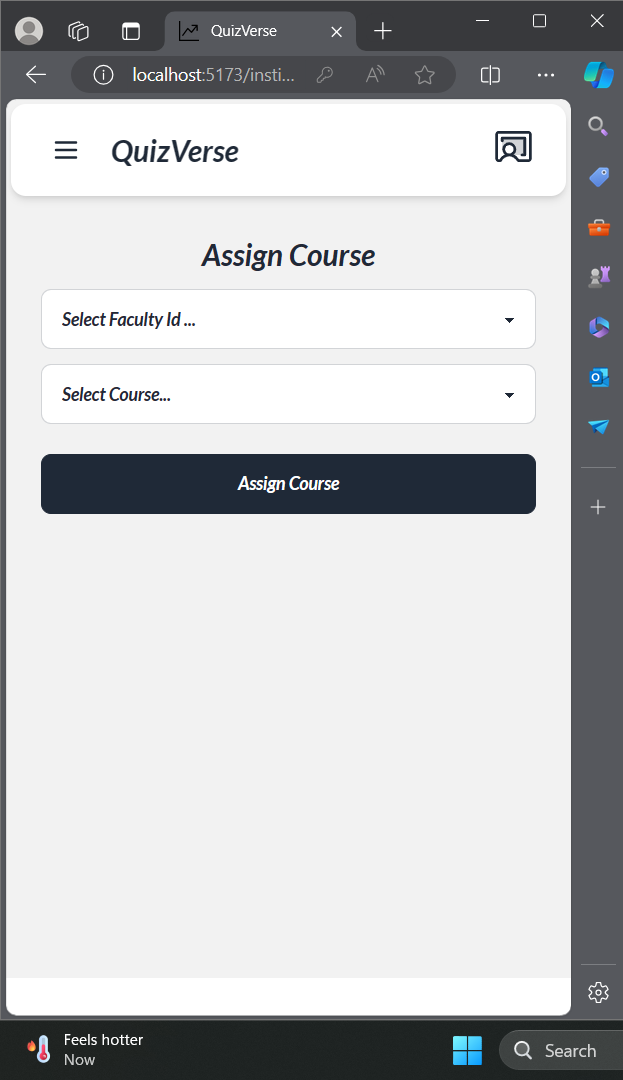 QuizVerse
localhost:5173/insti...
QuizVerse
Assign Course
Select Faculty Id ...
Select Course...
Assign Course
Feels hotter
Now
Search